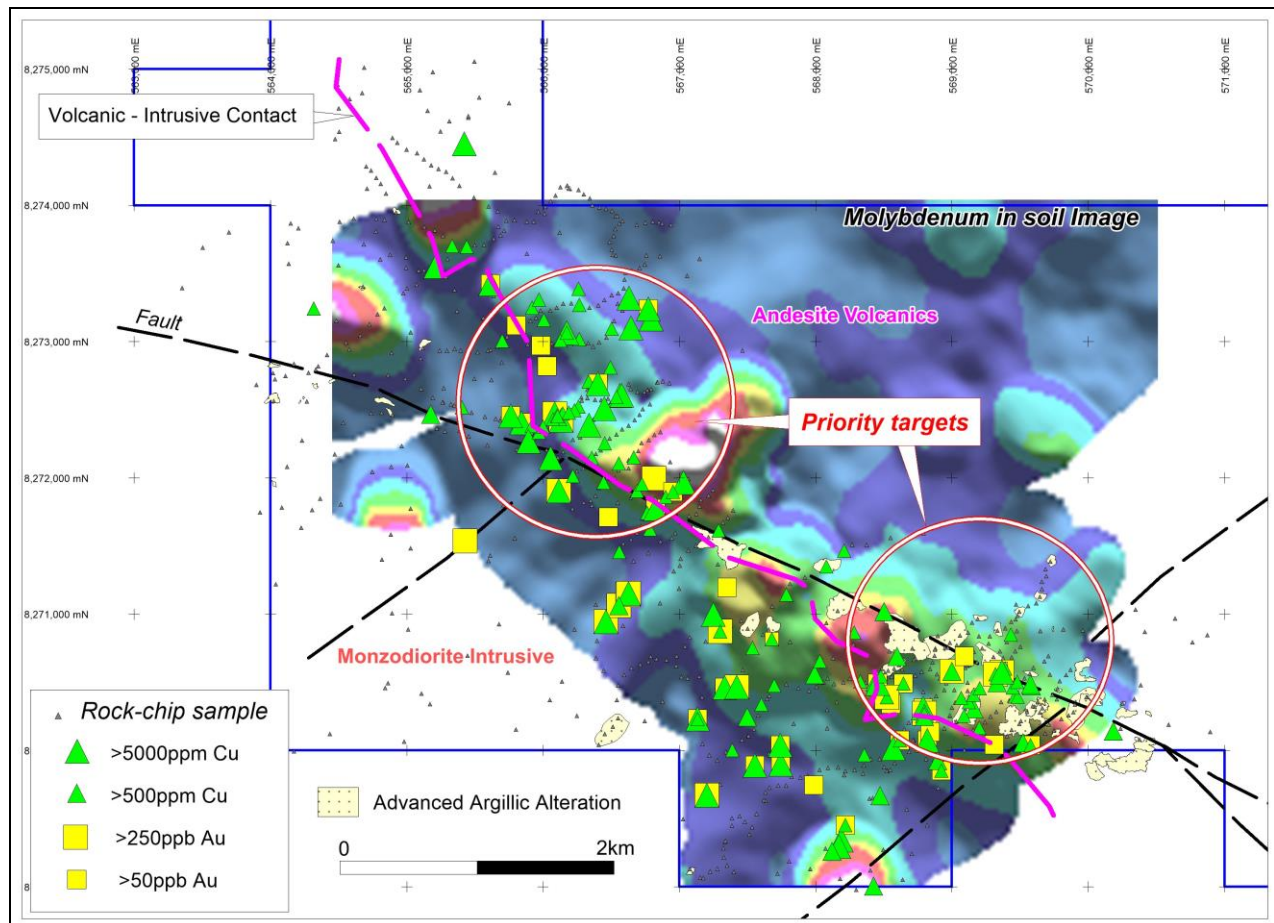 563,000 mE
564,000 mE
565,000 mE
566,000 mE
567,000 mE
568,000 mE
569,000 mE
570,000 mE
571,000 mE
8,275,000 mN
Volcanic - Intrusive Contact
8,274,000 mN
Molybdenum in soil Image
Andesite Volcanics
Fault
8,273,000 mN
Priority targets
8,272,000 mN
8,271,000 mN
Monzodiorite Intrusive
Rock-chip sample
>5000ppm Cu
>500ppm Cu
>250ppb Au
>50ppb Au
Advanced Argillic Alteration
0
2km